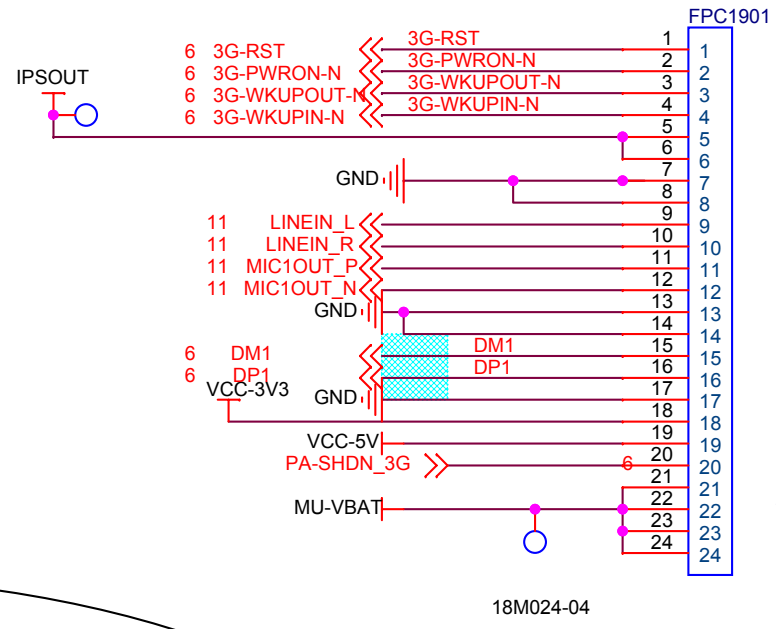 FPC1901
6 3G-RST 3G-RST 1 1
6 3G-PWRON-N 3G-PWRON-N 2 2
IPSOUT
6 3G-WKUPOUT-N 3G-WKUPOUT-N 3 3
6 3G-WKUPIN-N 3G-WKUPIN-N 4 4
5 5
6 6
GND 7 7
8 8
11 LINEIN_L 9 9
11 LINEIN_R 10 10
11 MIC1OUT_P 11 11
11 MIC1OUT_N 12 12
GND 13 13
14 14
6 DM1 DM1 15 15
6 DP1 DP1 16 16
VCC-3V3 GND 17 17
18 18
VCC-5V 19 19
PA-SHDN_3G 6 20 20
21 21
MU-VBAT 22 22
23 23
24 24
18M024-04